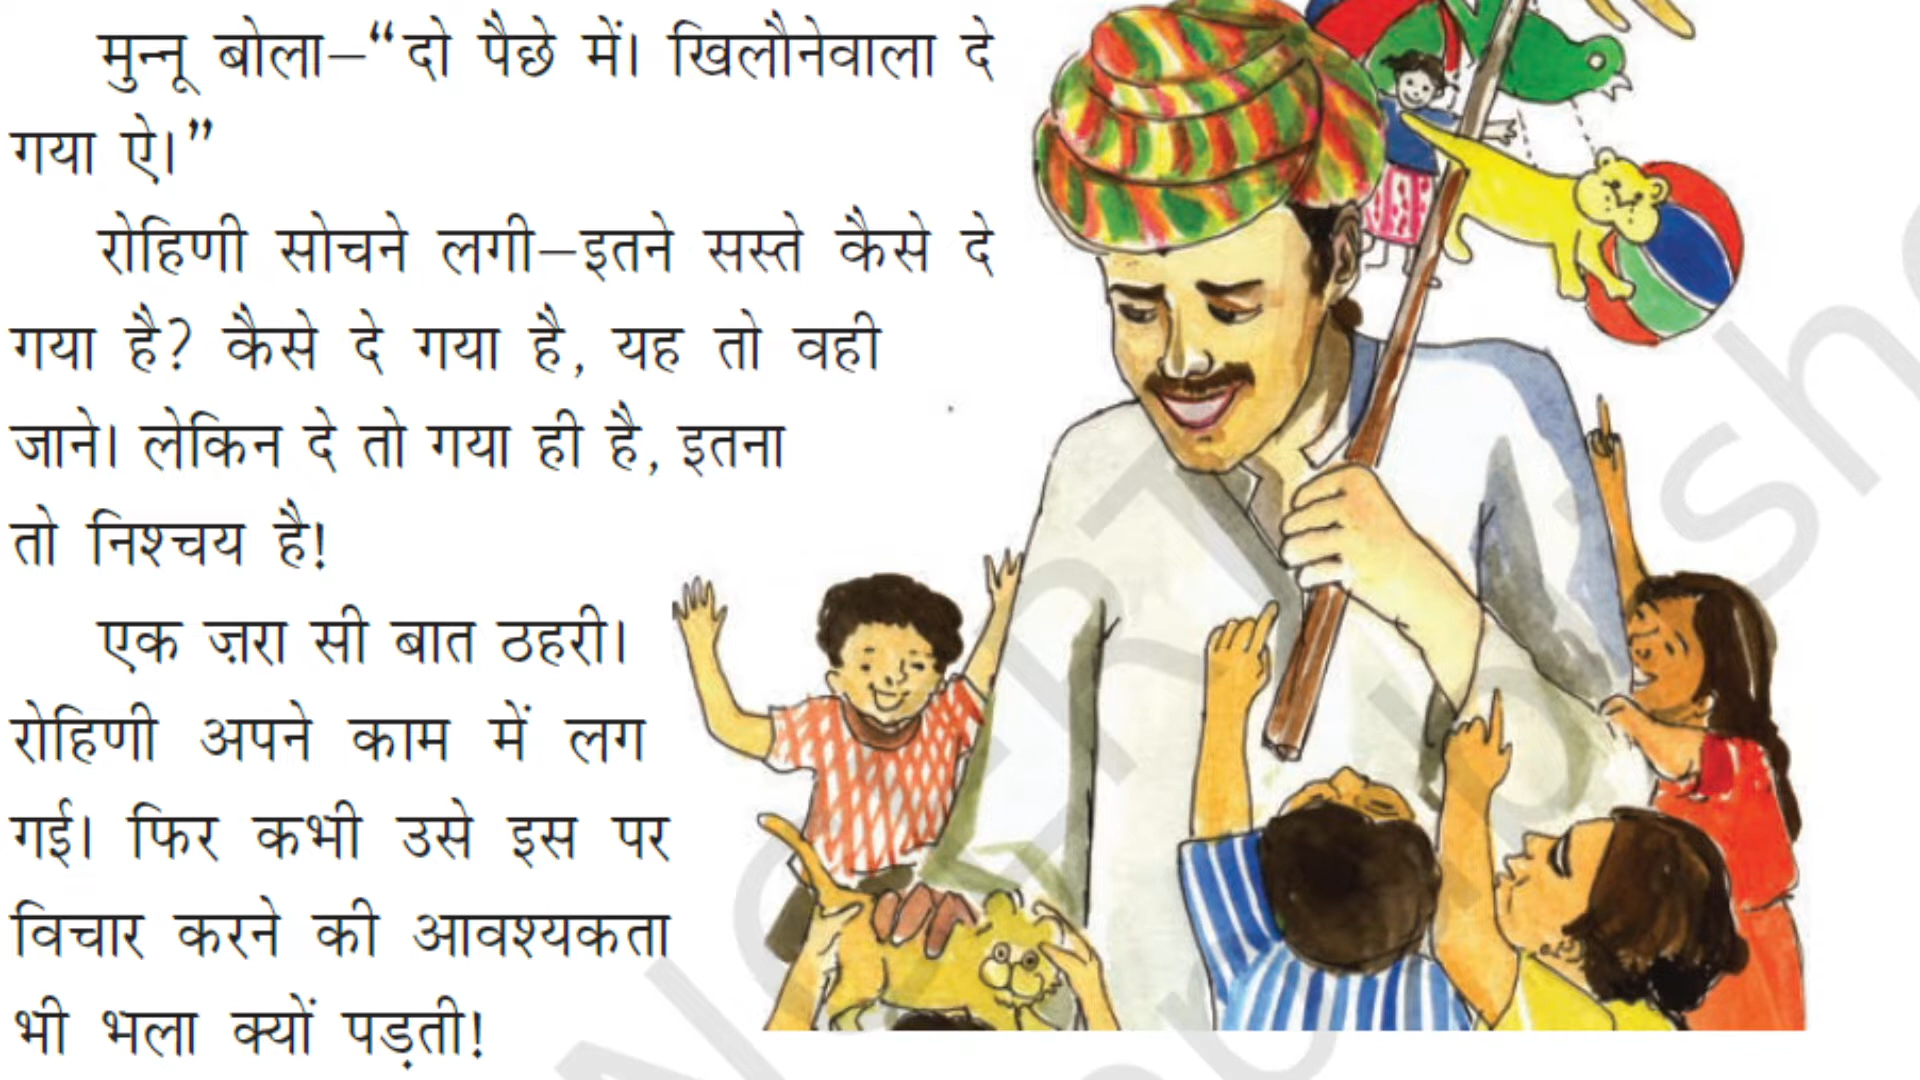 मुन्नू बोला–“दो पैछे में। खिलौनेवाला दे
गया ऐ।”
रोहिणी सोचने लगी–इतने सस्ते कैसे दे
गया है? कैसे दे गया है, यह तो वही
जाने। लेकिन दे तो गया ही है, इतना
तो निश्चय है!
एक ज़रा सी बात ठहरी।
रोहिणी अपने काम में लग
गई। फिर कभी उसे इस पर
विचार करने की आवश्यकता
भी भला क्यों पड़ती!